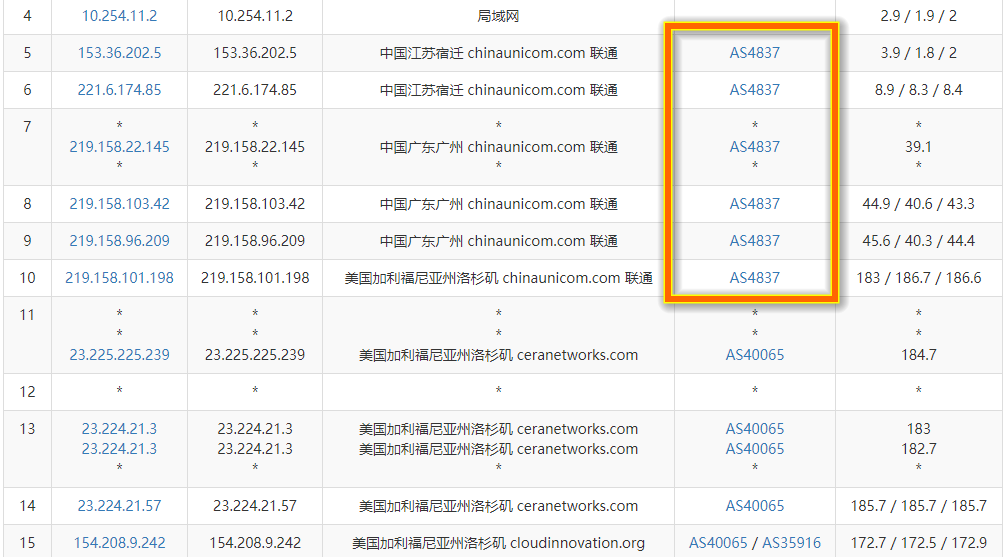 4 10.254.11.2 10.254.11.2 局域网 2.9 / 1.9 / 2
5 153.36.202.5 153.36.202.5 中国江苏宿迁 chinaunicom.com 联通 AS4837 3.9 / 1.8 / 2
6 221.6.174.85 221.6.174.85 中国江苏宿迁 chinaunicom.com 联通 AS4837 8.9 / 8.3 / 8.4
7 * * * * *
219.158.22.145 219.158.22.145 中国广东广州 chinaunicom.com 联通 AS4837 39.1
* * * * *
8 219.158.103.42 219.158.103.42 中国广东广州 chinaunicom.com 联通 AS4837 44.9 / 40.6 / 43.3
9 219.158.96.209 219.158.96.209 中国广东广州 chinaunicom.com 联通 AS4837 45.6 / 40.3 / 44.4
10 219.158.101.198 219.158.101.198 美国加利福尼亚州洛杉矶 chinaunicom.com 联通 AS4837 183 / 186.7 / 186.6
11 * * * * *
* * * * *
23.225.225.239 23.225.225.239 美国加利福尼亚州洛杉矶 ceranetworks.com AS40065 184.7
12 * * * * *
13 23.224.21.3 23.224.21.3 美国加利福尼亚州洛杉矶 ceranetworks.com AS40065 183
23.224.21.3 23.224.21.3 美国加利福尼亚州洛杉矶 ceranetworks.com AS40065 182.7
* * * * *
14 23.224.21.57 23.224.21.57 美国加利福尼亚州洛杉矶 ceranetworks.com AS40065 185.7 / 185.7 / 185.7
15 154.208.9.242 154.208.9.242 美国加利福尼亚州洛杉矶 cloudinnovation.org AS40065 / AS35916 172.7 / 172.5 / 172.9